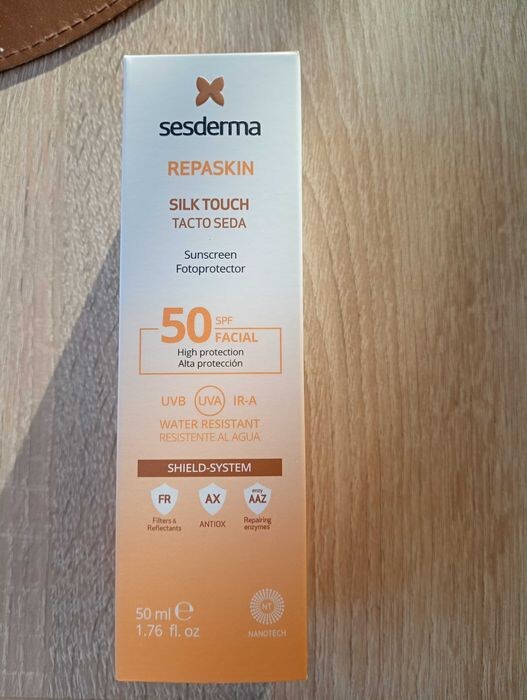 sesderma
REPASKIN
SILK TOUCH
TACTO SEDA
Sunscreen
Fotoprotector
50 SPF
FACIAL
High protection
Alta protección
UVB UVA IR-A
WATER RESISTANT
RESISTENTE AL AGUA
SHIELD-SYSTEM
FR AX enzy AAZ
Filters & Reflectants ANTIOX Repairing enzymes
50 ml e
1.76 fl. oz
NT
NANOTECH